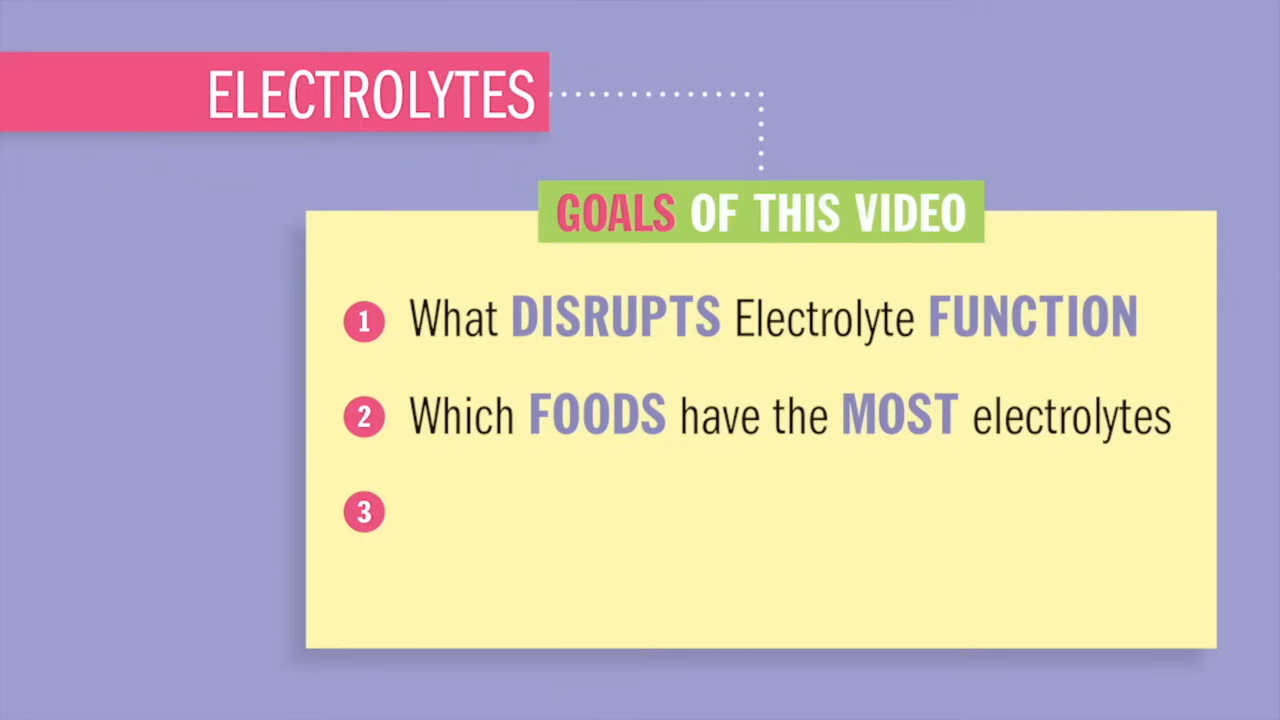 ELECTROLYTES
GOALS OF THIS VIDEO
1 What DISRUPTS Electrolyte FUNCTION
2 Which FOODS have the MOST electrolytes
3